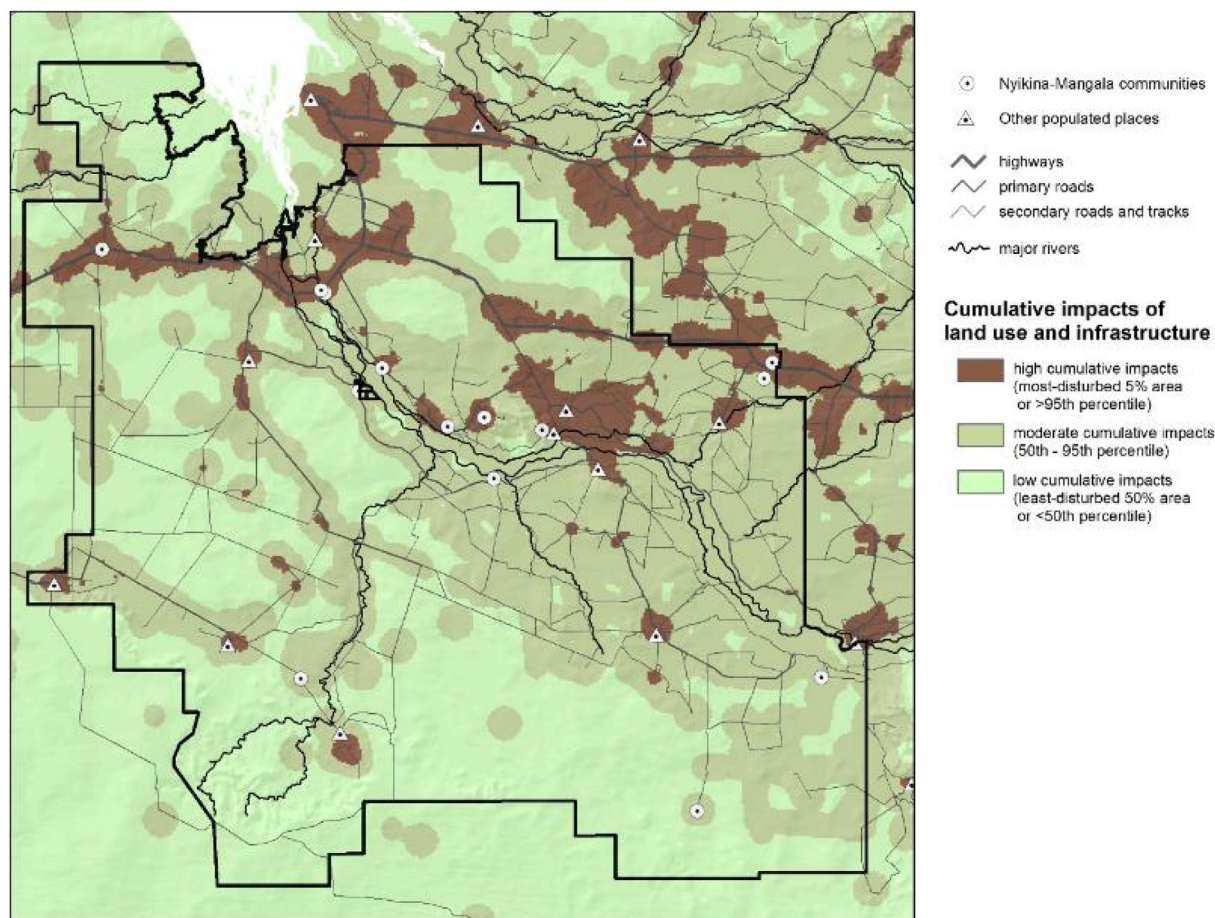 Nyikina-Mangala communities
Other populated places
highways
primary roads
secondary roads and tracks
major rivers
Cumulative impacts of
land use and infrastructure
high cumulative impacts
(most-disturbed 5% area
or >95th percentile)
moderate cumulative impacts
(50th - 95th percentile)
low cumulative impacts
(least-disturbed 50% area
or <50th percentile)